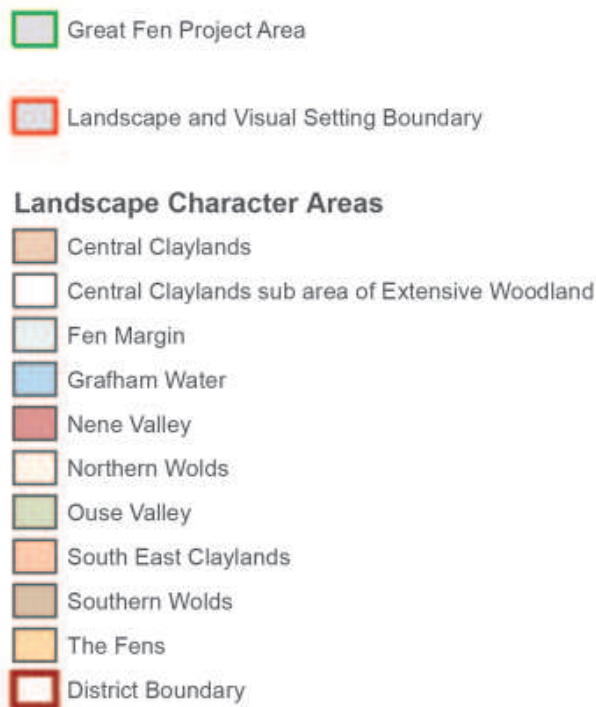 Great Fen Project Area
Landscape and Visual Setting Boundary
Landscape Character Areas
Central Claylands
Central Claylands sub area of Extensive Woodland
Fen Margin
Grafham Water
Nene Valley
Northern Wolds
Ouse Valley
South East Claylands
Southern Wolds
The Fens
District Boundary